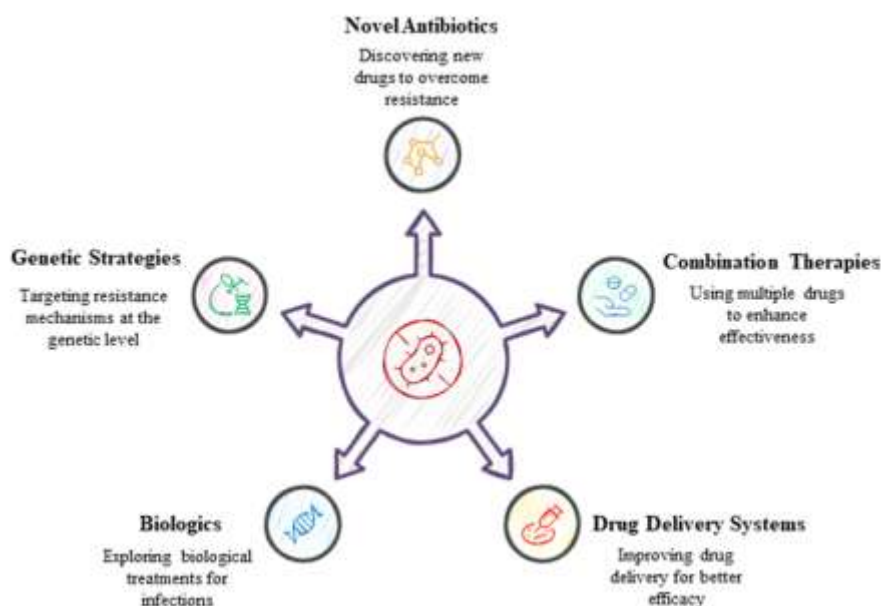 Novel Antibiotics
Discovering new
drugs to overcome
resistance
Genetic Strategies
Targeting resistance
mechanisms at the
genetic level
Combination Therapies
Using multiple drugs
to enhance
effectiveness
Biologics
Exploring biological
treatments for
infections
Drug Delivery Systems
Improving drug
delivery for better
efficacy